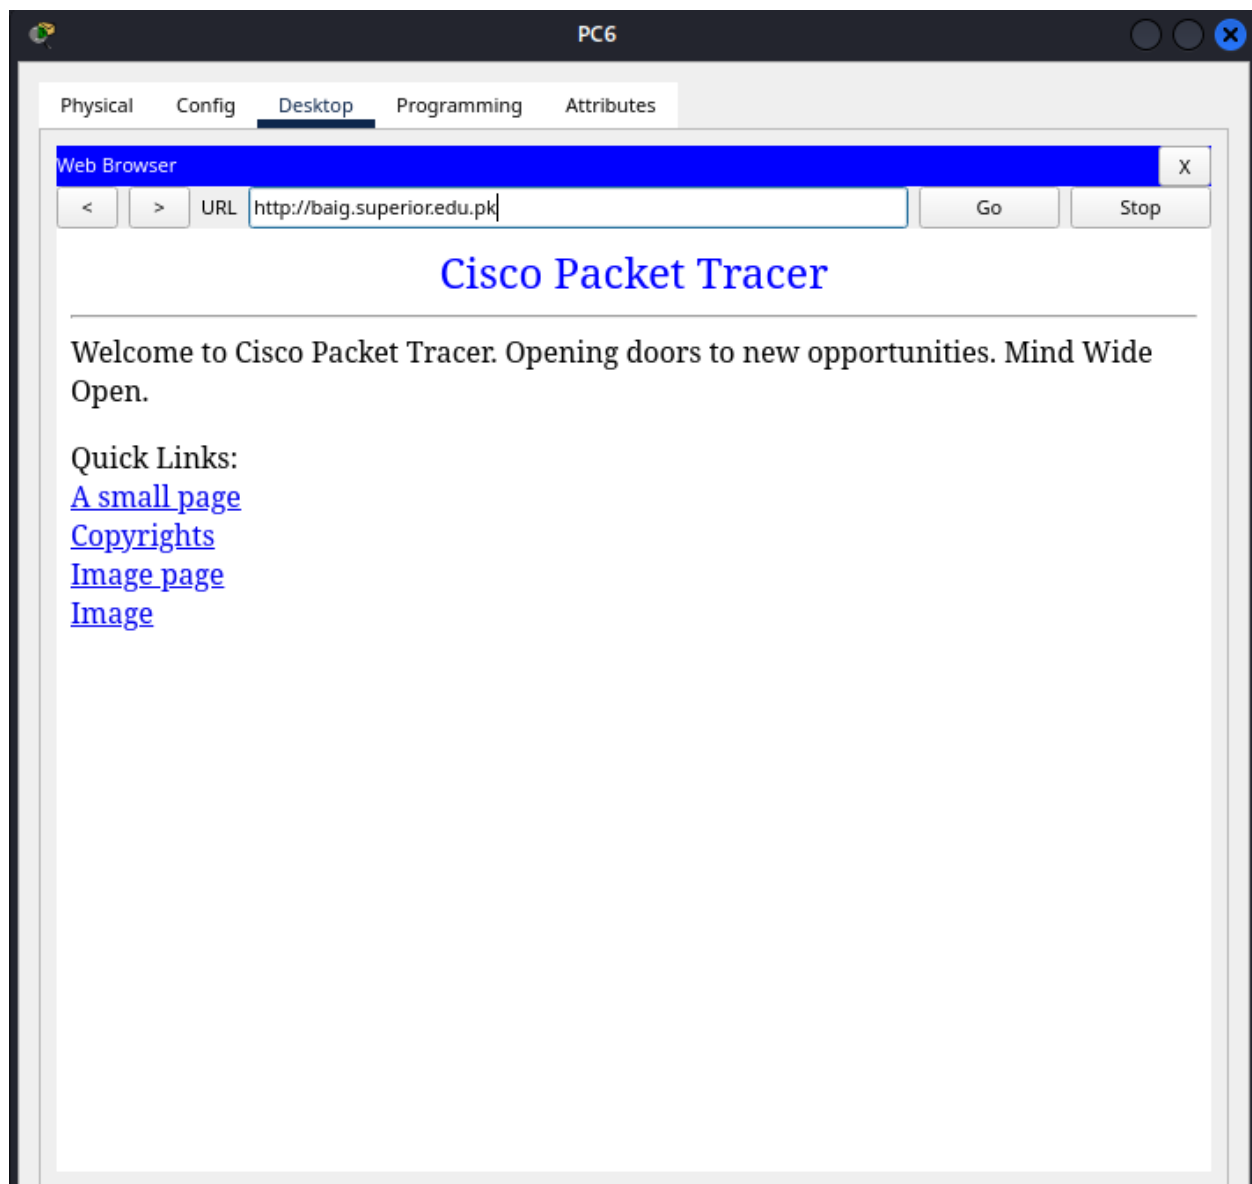 PC6
Physical Config Desktop Programming Attributes
Web Browser X
< > URL http://baig.superior.edu.pk Go Stop
Cisco Packet Tracer
Welcome to Cisco Packet Tracer. Opening doors to new opportunities. Mind Wide
Open.
Quick Links:
A small page
Copyrights
Image page
Image